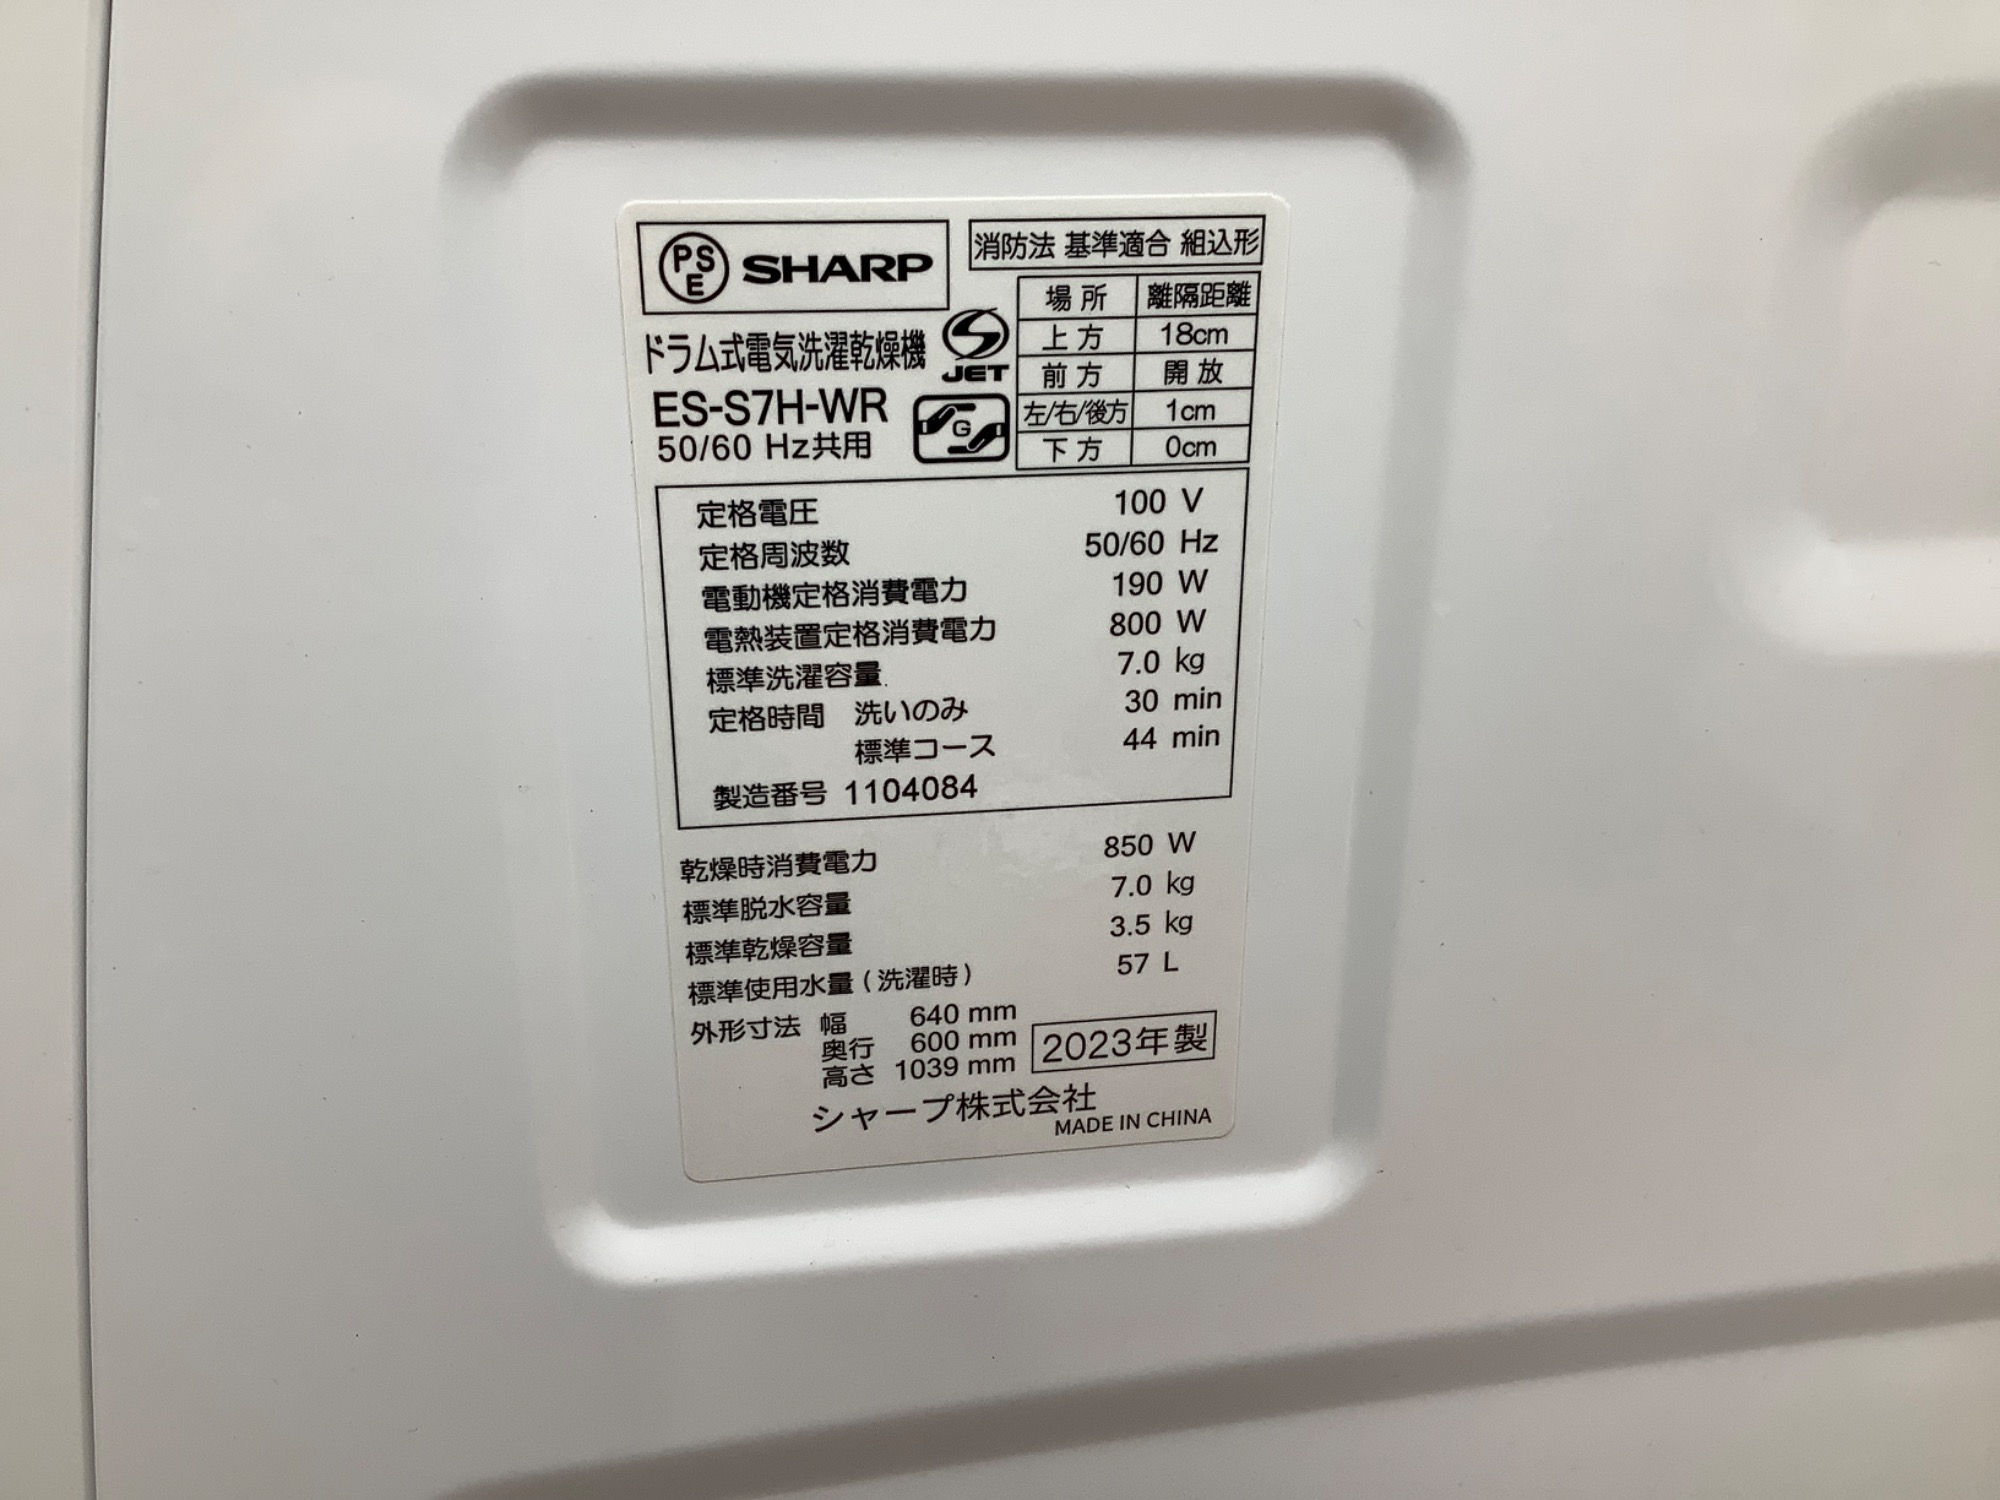 PSE SHARP
消防法 基準適合 組込形
ドラム式電気洗濯乾燥機
JET
ES-S7H-WR
50/60 Hz共用
G
場所 離隔距離
上方 18cm
前方 開放
左/右/後方 1cm
下方 0cm
定格電圧 100 V
定格周波数 50/60 Hz
電動機定格消費電力 190 W
電熱装置定格消費電力 800 W
標準洗濯容量 7.0 kg
定格時間 洗いのみ 30 min
標準コース 44 min
製造番号 1104084
乾燥時消費電力 850 W
標準脱水容量 7.0 kg
標準乾燥容量 3.5 kg
標準使用水量(洗濯時) 57 L
外形寸法 幅 640 mm
奥行 600 mm
高さ 1039 mm
2023年製
シャープ株式会社
MADE IN CHINA